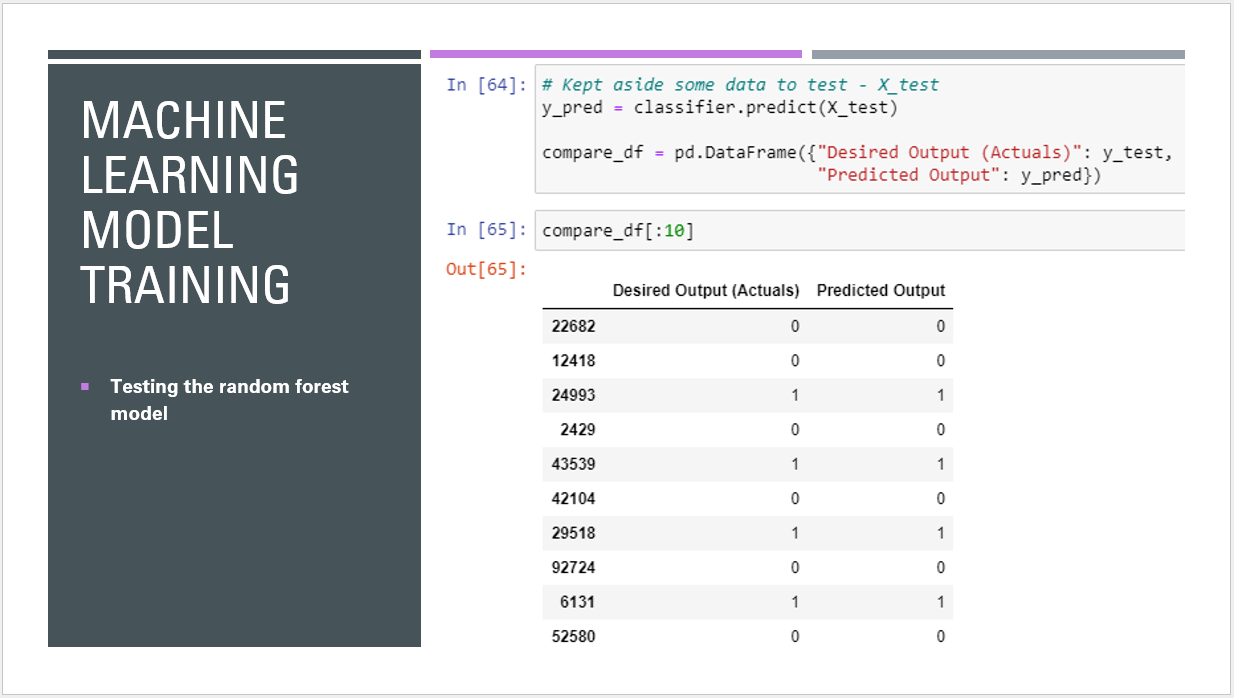 MACHINE
LEARNING
MODEL
TRAINING
▪ Testing the random forest
model
In [64]: # Kept aside some data to test - X_test
y_pred = classifier.predict(X_test)
compare_df = pd.DataFrame({"Desired Output (Actuals)": y_test,
"Predicted Output": y_pred})
In [65]: compare_df[:10]
Out[65]:
Desired Output (Actuals) Predicted Output
22682 0 0
12418 0 0
24993 1 1
2429 0 0
43539 1 1
42104 0 0
29518 1 1
92724 0 0
6131 1 1
52580 0 0